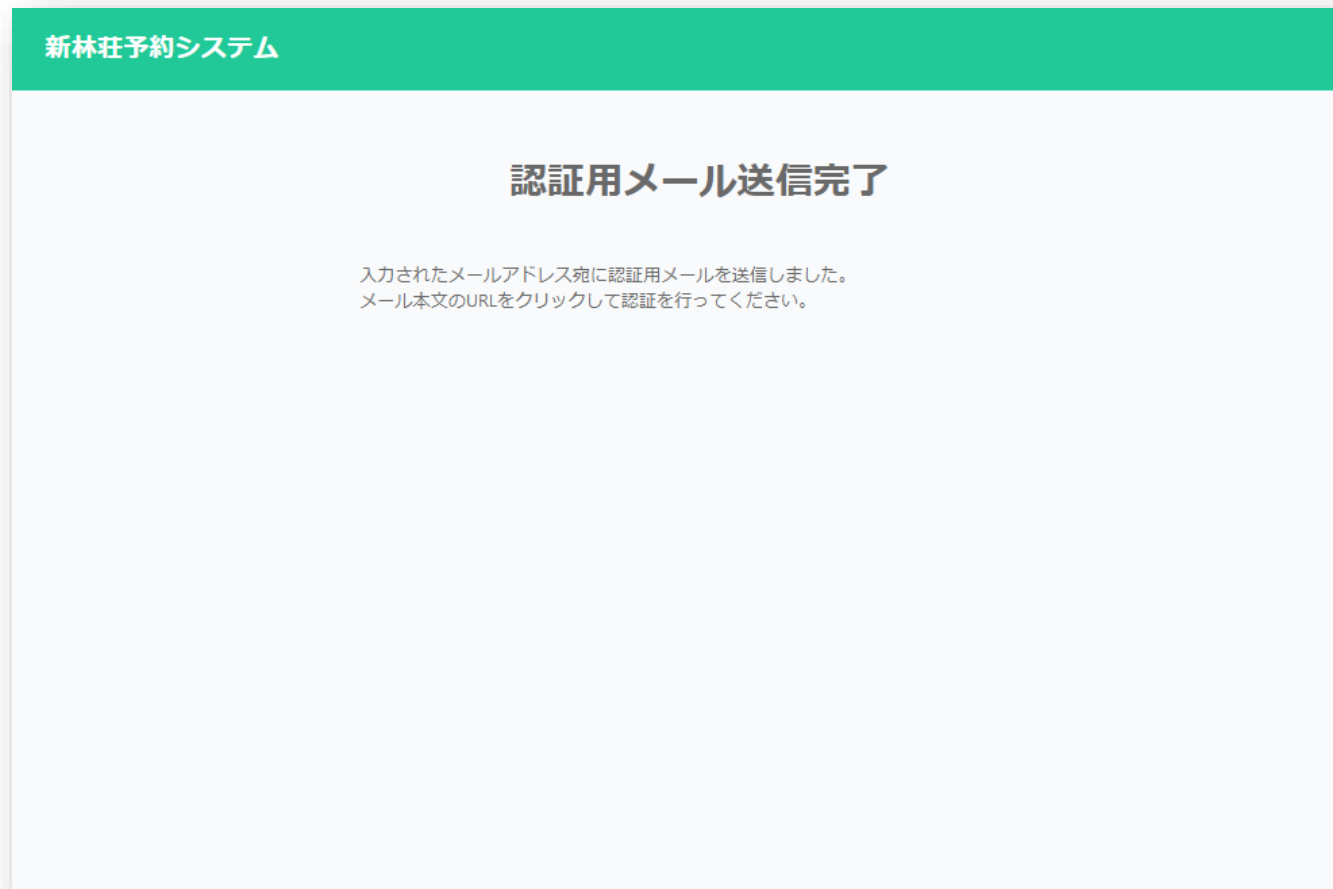 新林荘予約システム
認証用メール送信完了
入力されたメールアドレス宛に認証用メールを送信しました。
メール本文のURLをクリックして認証を行ってください。